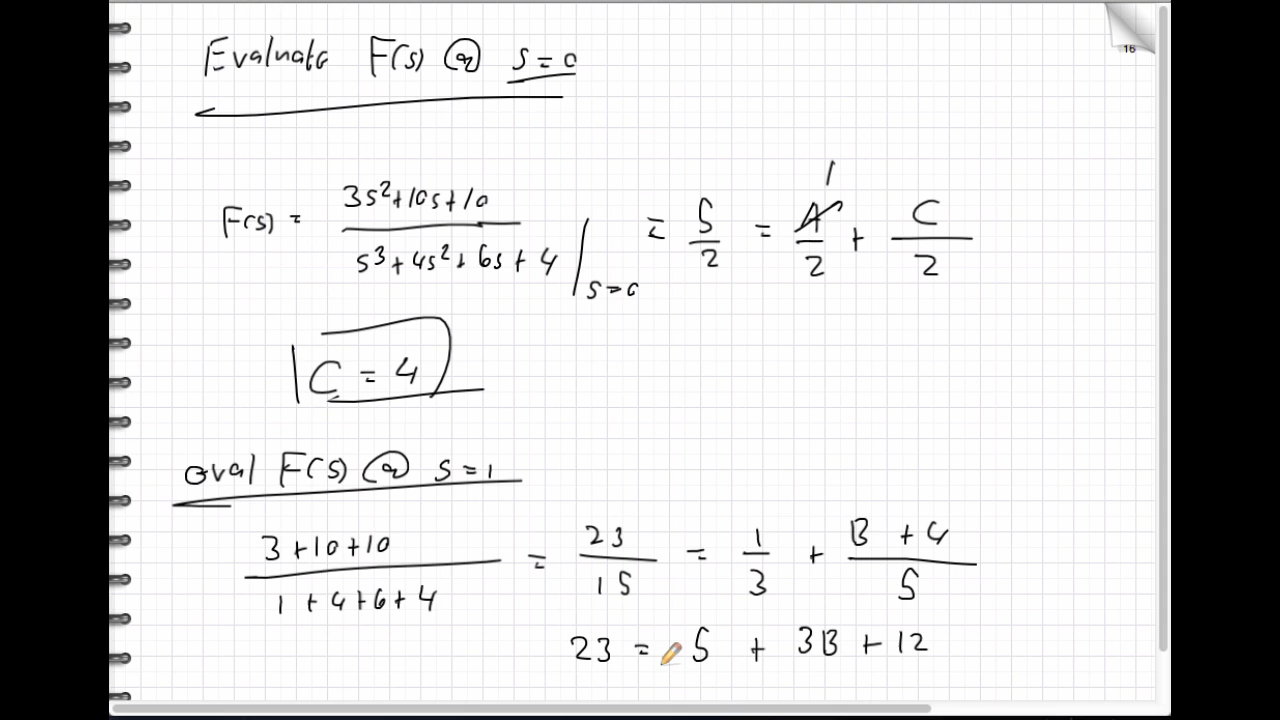 16
Evaluate F(s) @ s=0
F(s) = (3s²+10s+10)/(s³+4s²+6s+4) |s=0 = 5/2 = A/2 + C/2
1
C = 4
eval F(s) @ s=1
(3+10+10)/(1+4+6+4) = 23/15 = 1/3 + (B+4)/5
23 = 5 + 3B + 12